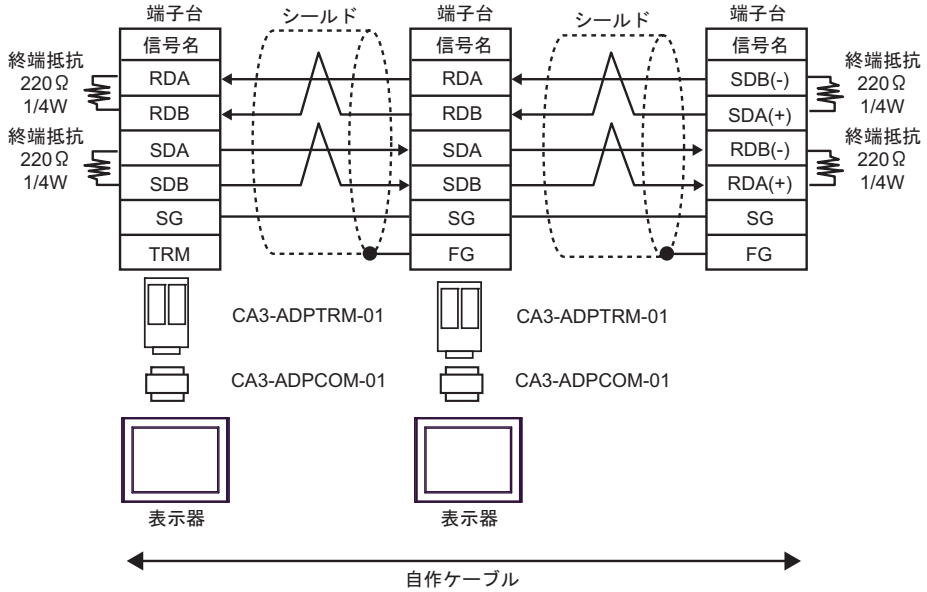 端子台 シールド 端子台 シールド 端子台
信号名 信号名 信号名
終端抵抗
220Ω
1/4W
終端抵抗
220Ω
1/4W
RDA
RDB
SDA
SDB
SG
TRM
RDA
RDB
SDA
SDB
SG
FG
SDB(-)
SDA(+)
RDB(-)
RDA(+)
SG
FG
終端抵抗
220Ω
1/4W
終端抵抗
220Ω
1/4W
CA3-ADPTRM-01 CA3-ADPTRM-01
CA3-ADPCOM-01 CA3-ADPCOM-01
表示器 表示器
自作ケーブル